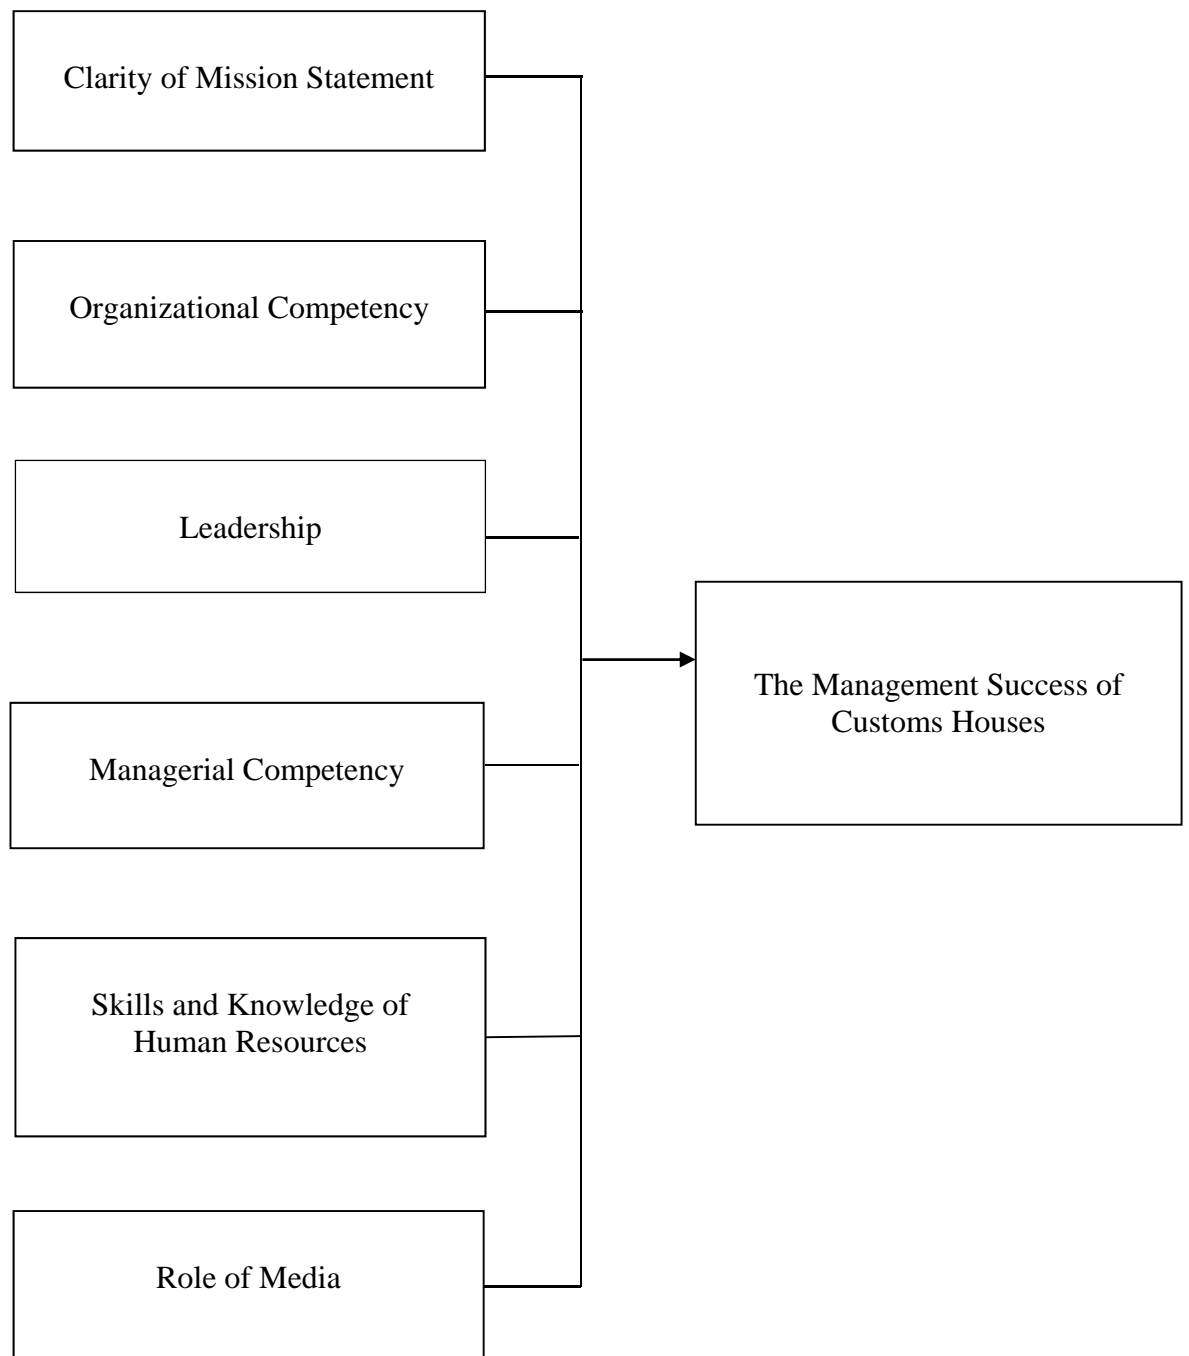 Clarity of Mission Statement
Organizational Competency
Leadership
The Management Success of
Customs Houses
Managerial Competency
Skills and Knowledge of
Human Resources
Role of Media